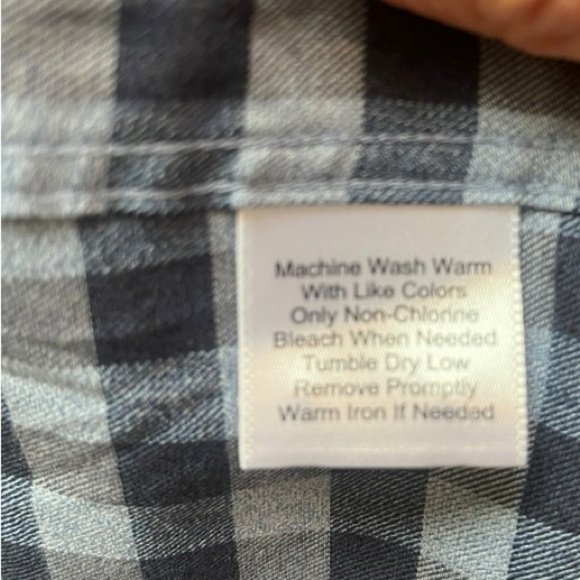 Machine Wash Warm
With Like Colors
Only Non-Chlorine
Bleach When Needed
Tumble Dry Low
Remove Promptly
Warm Iron If Needed